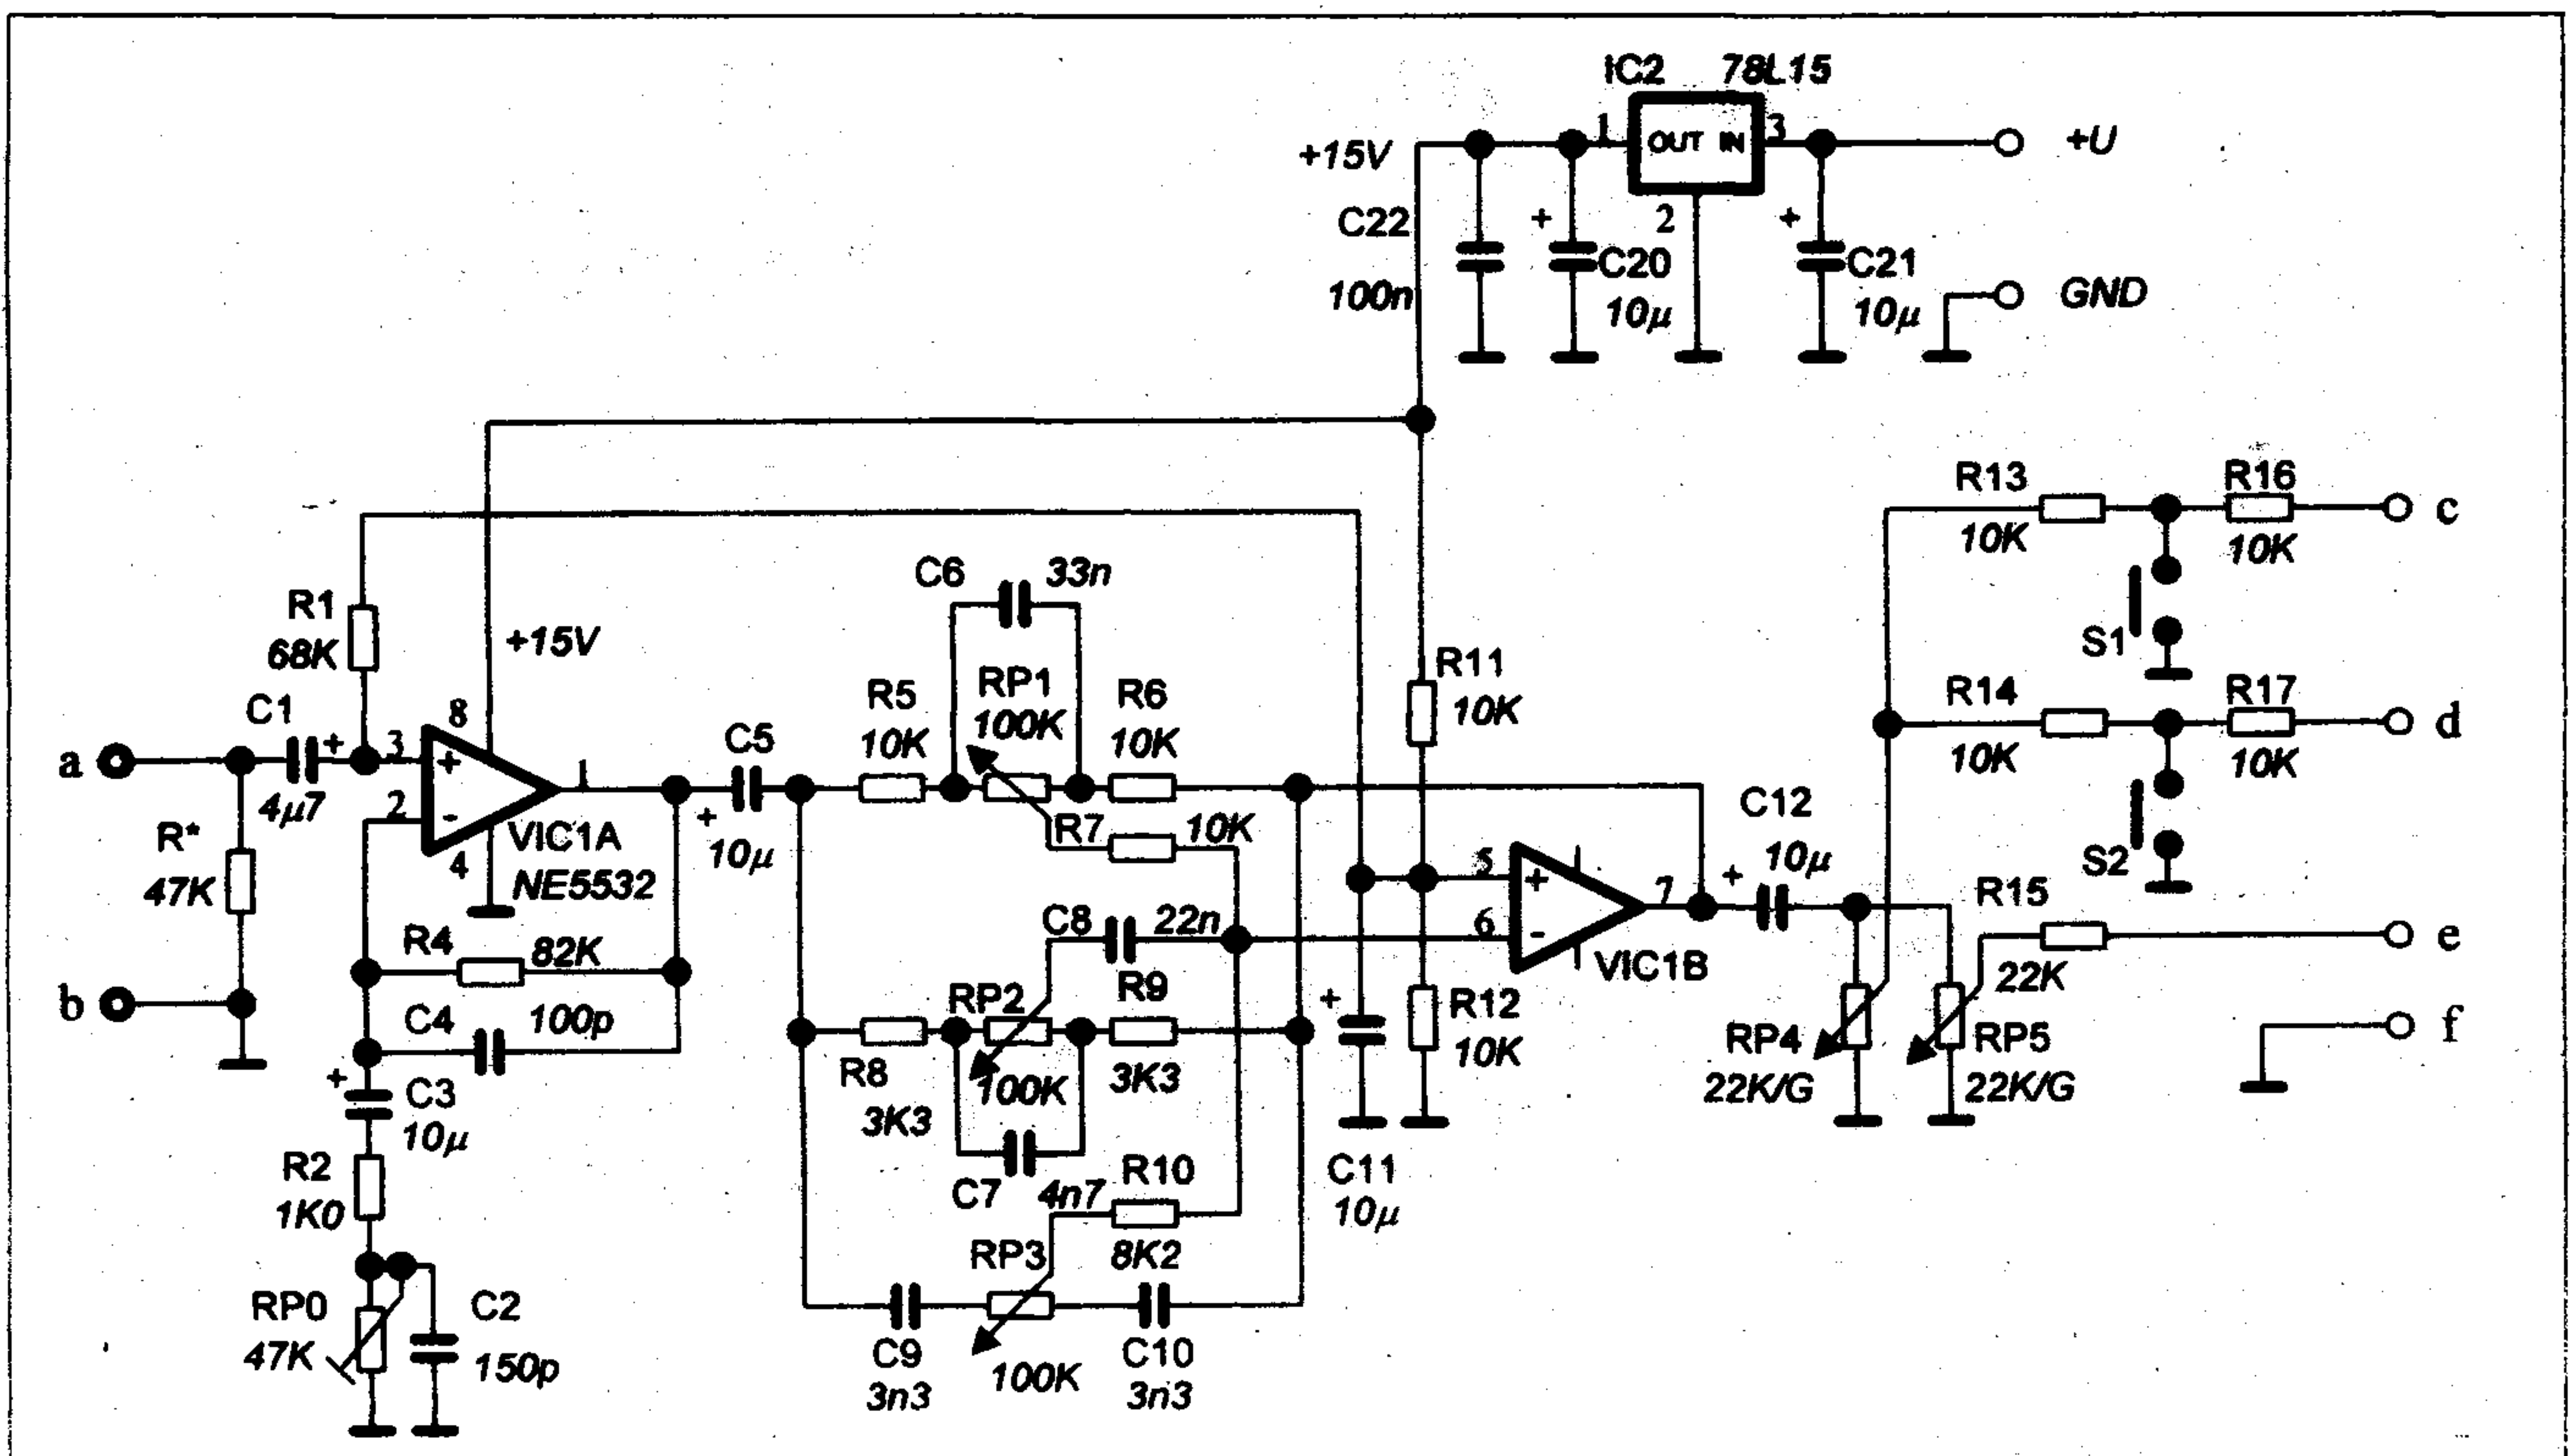 IC2 78L15
+15V 1 OUT IN 3 +U
C22 + 2 +
100n C20 C21 GND
10µ 10µ
R13 R16 c
10K 10K
C6 33n
R1
68K +15V
S1
R5 RP1 R6 R11
10K 100K 10K 10K
R14 R17 d
10K 10K
C1 + 8
a 3 + 1 C5
4µ7 2 - + 10µ
VIC1A
4 NE5532
R7 10K
C12
+ 10µ
S2
R*
47K
5 + 7
6 -
VIC1B
R15
22K e
C8 22n
R4 82K
b
C4 100p
RP2 R9
+ R12
10K
RP4 RP5 f
22K/G 22K/G
+ C3
10µ
R8 100K 3K3
3K3
R2
1K0
C7 4n7 R10 C11
10µ
RP3 8K2
RP0 C2
47K 150p
C9 100K C10
3n3 3n3